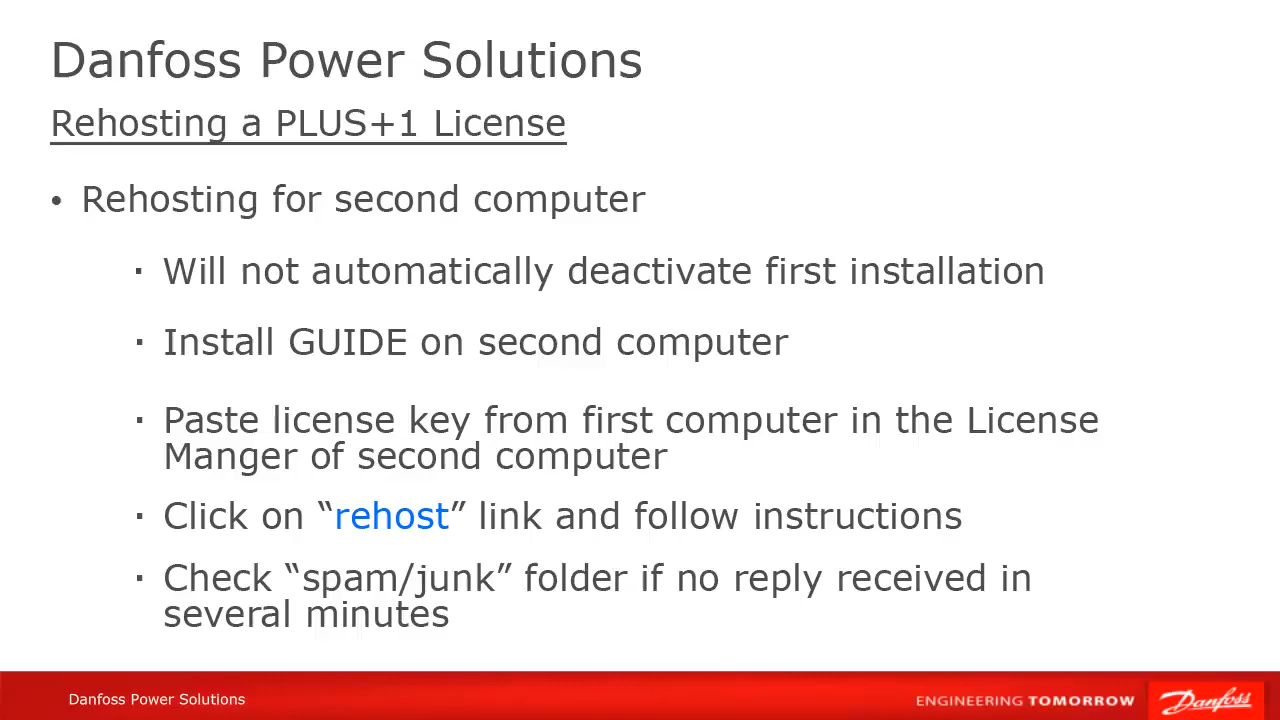 Danfoss Power Solutions
Rehosting a PLUS+1 License
• Rehosting for second computer
▪ Will not automatically deactivate first installation
▪ Install GUIDE on second computer
▪ Paste license key from first computer in the License
Manger of second computer
▪ Click on “rehost” link and follow instructions
▪ Check “spam/junk” folder if no reply received in
several minutes
Danfoss Power Solutions
ENGINEERING TOMORROW
Danfoss